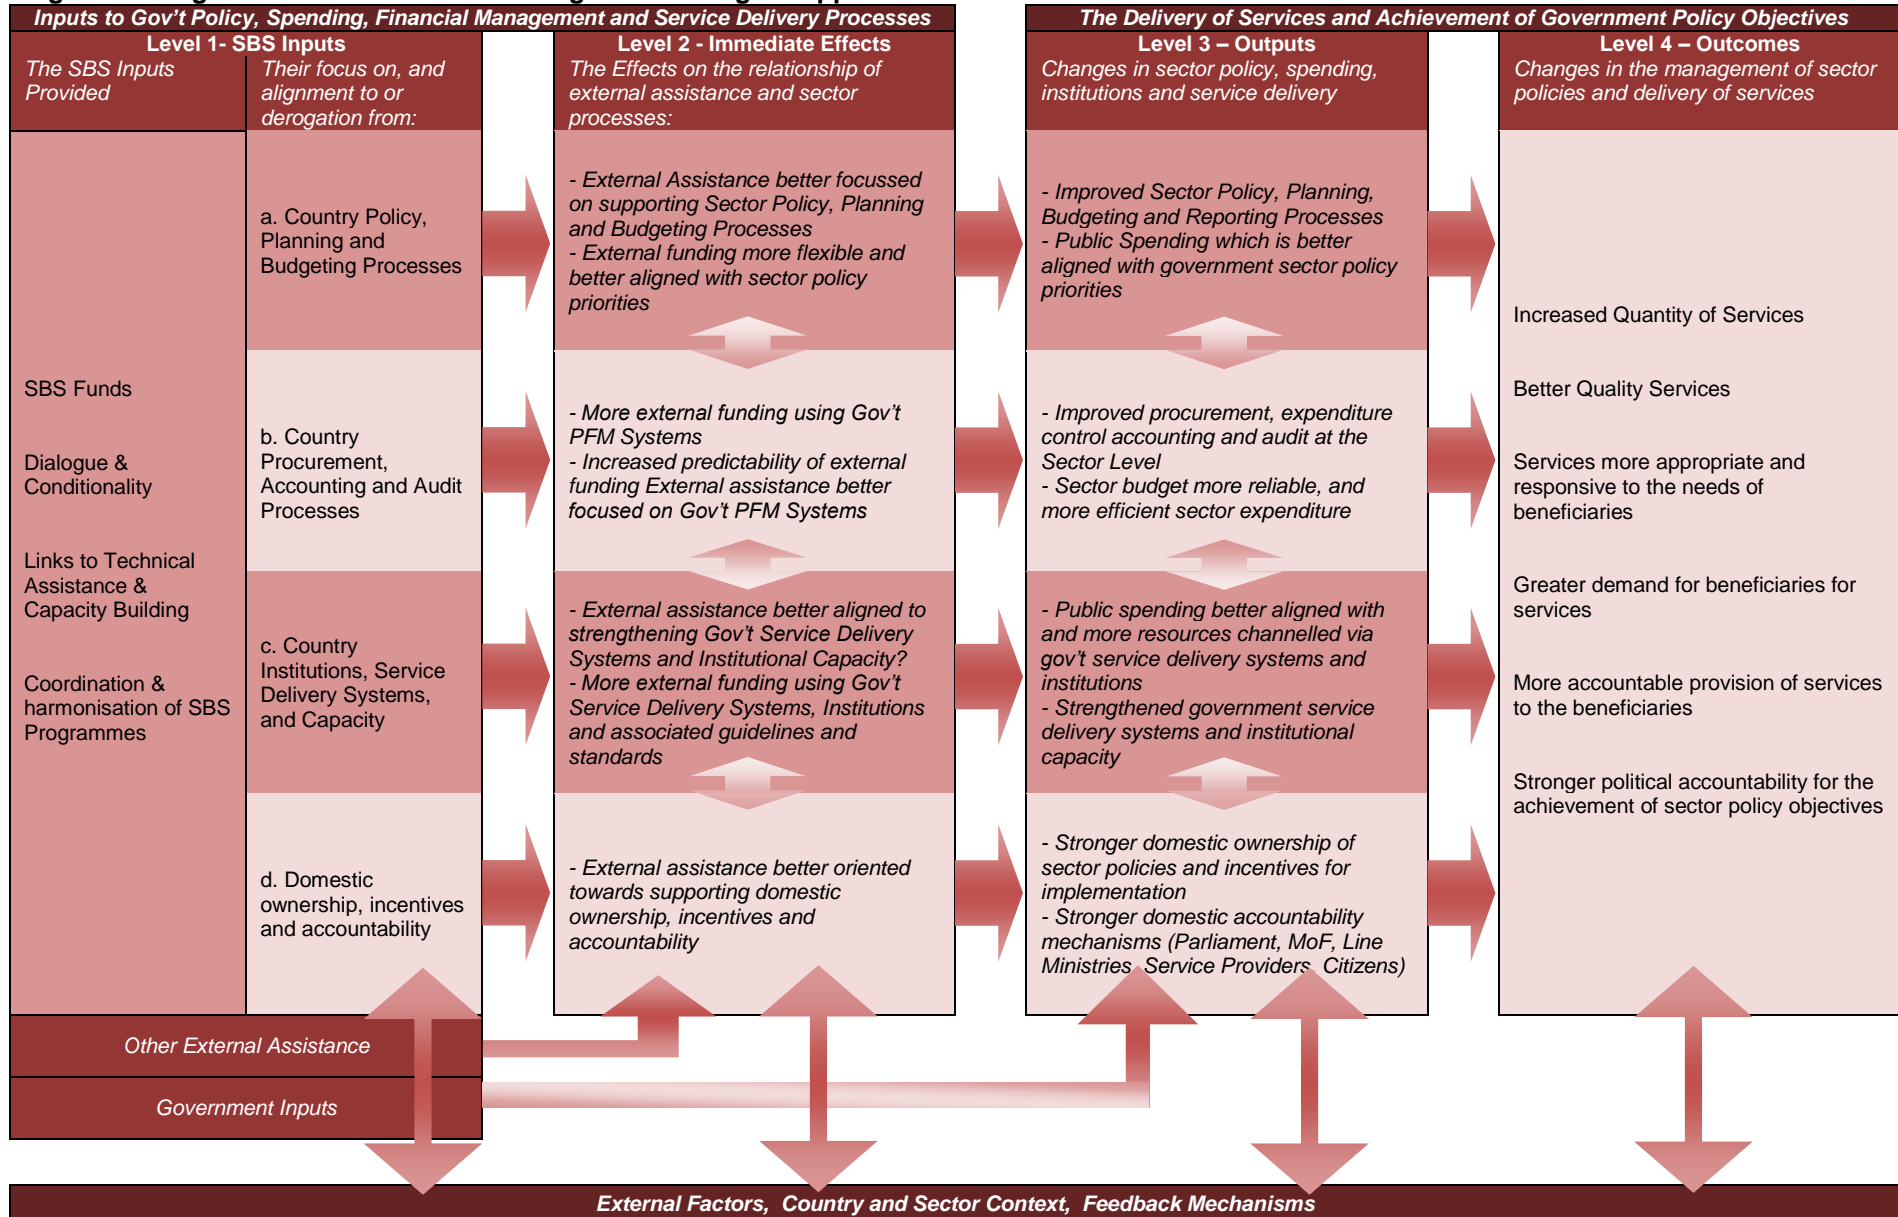 Inputs to Gov't Policy, Spending, Financial Management and Service Delivery Processes
The Delivery of Services and Achievement of Government Policy Objectives
Level 1- SBS Inputs
The SBS Inputs
Provided
Their focus on, and
alignment to or
derogation from:
Level 2 - Immediate Effects
The Effects on the relationship of
external assistance and sector
processes:
Level 3 – Outputs
Changes in sector policy, spending,
institutions and service delivery
Level 4 – Outcomes
Changes in the management of sector
policies and delivery of services
SBS Funds
Dialogue &
Conditionality
Links to Technical
Assistance &
Capacity Building
Coordination &
harmonisation of SBS
Programmes
a. Country Policy,
Planning and
Budgeting Processes
- External Assistance better focussed
on supporting Sector Policy, Planning
and Budgeting Processes
- External funding more flexible and
better aligned with sector policy
priorities
- Improved Sector Policy, Planning,
Budgeting and Reporting Processes
- Public Spending which is better
aligned with government sector policy
priorities
b. Country
Procurement,
Accounting and Audit
Processes
- More external funding using Gov't
PFM Systems
- Increased predictability of external
funding External assistance better
focused on Gov't PFM Systems
- Improved procurement, expenditure
control accounting and audit at the
Sector Level
- Sector budget more reliable, and
more efficient sector expenditure
c. Country
Institutions, Service
Delivery Systems,
and Capacity
- External assistance better aligned to
strengthening Gov't Service Delivery
Systems and Institutional Capacity?
- More external funding using Gov't
Service Delivery Systems, Institutions
and associated guidelines and
standards
- Public spending better aligned with
and more resources channelled via
gov't service delivery systems and
institutions
- Strengthened government service
delivery systems and institutional
capacity
d. Domestic
ownership, incentives
and accountability
- External assistance better oriented
towards supporting domestic
ownership, incentives and
accountability
- Stronger domestic ownership of
sector policies and incentives for
implementation
- Stronger domestic accountability
mechanisms (Parliament, MoF, Line
Ministries, Service Providers, Citizens)
Increased Quantity of Services
Better Quality Services
Services more appropriate and
responsive to the needs of
beneficiaries
Greater demand for beneficiaries for
services
More accountable provision of services
to the beneficiaries
Stronger political accountability for the
achievement of sector policy objectives
Other External Assistance
Government Inputs
External Factors, Country and Sector Context, Feedback Mechanisms